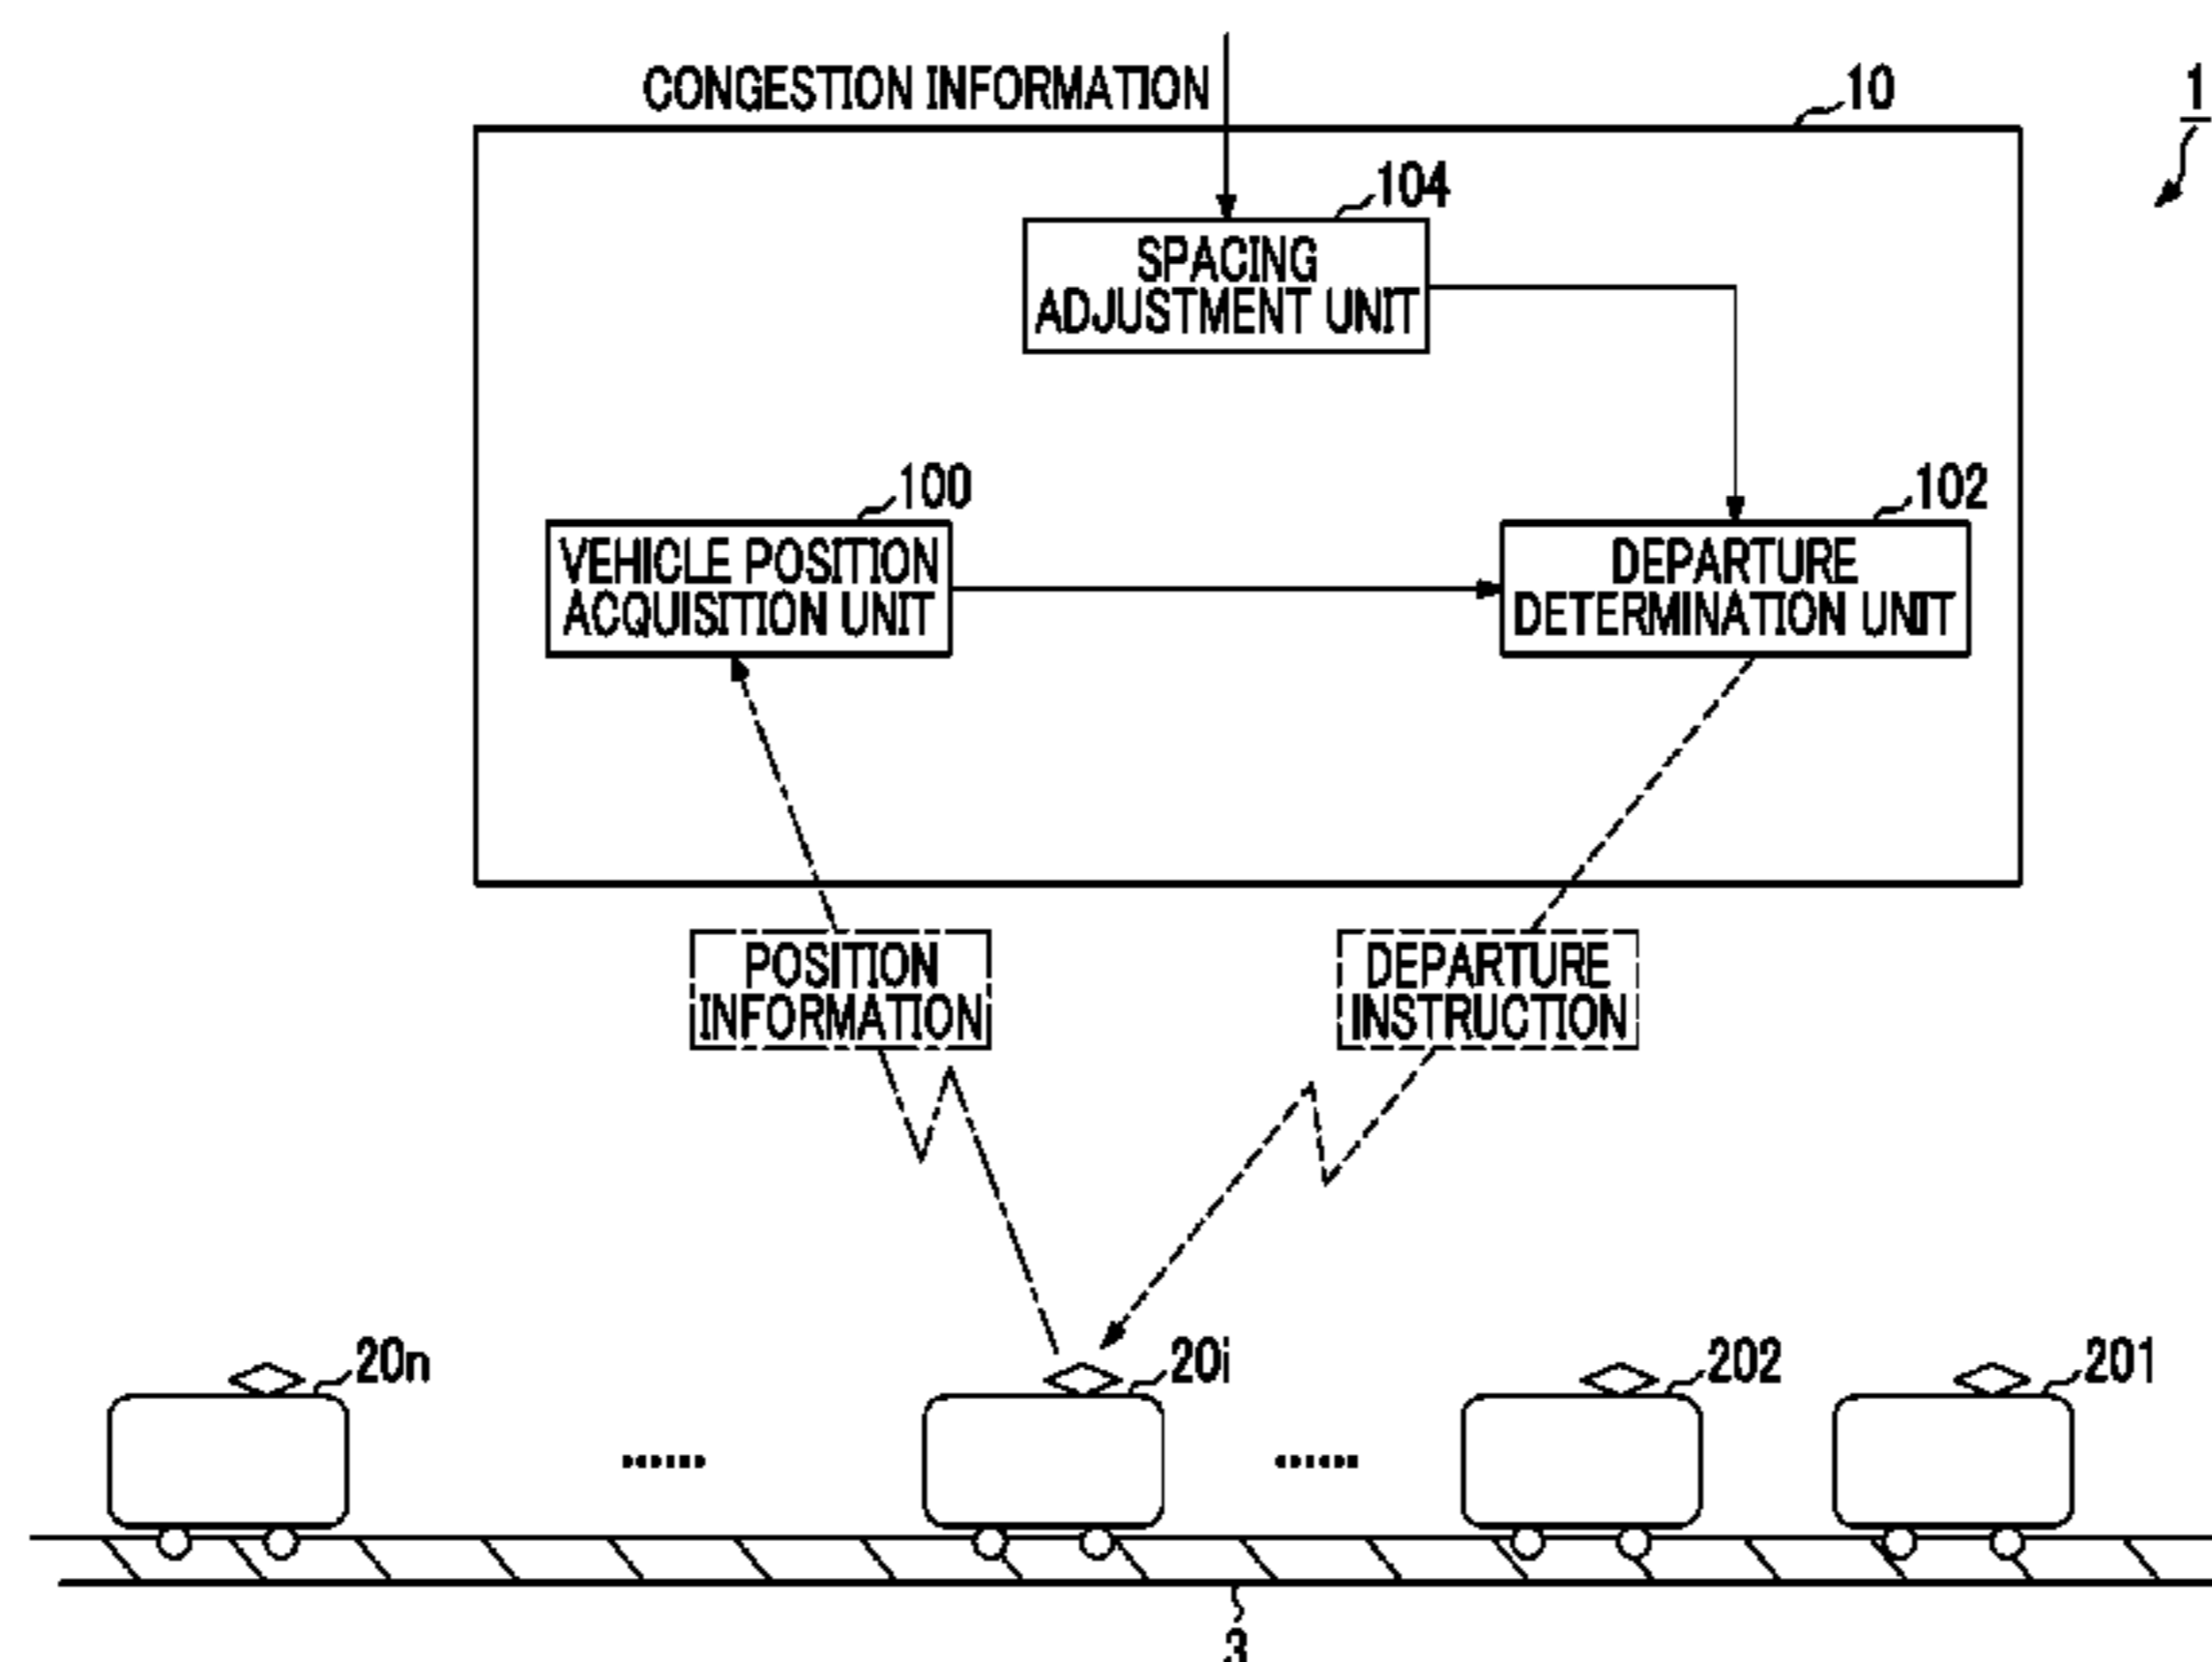 CONGESTION INFORMATION
10
1
104
SPACING
ADJUSTMENT UNIT
100
102
VEHICLE POSITION
ACQUISITION UNIT
DEPARTURE
DETERMINATION UNIT
POSITION
INFORMATION
DEPARTURE
INSTRUCTION
20n
20i
202
201
......
......
3